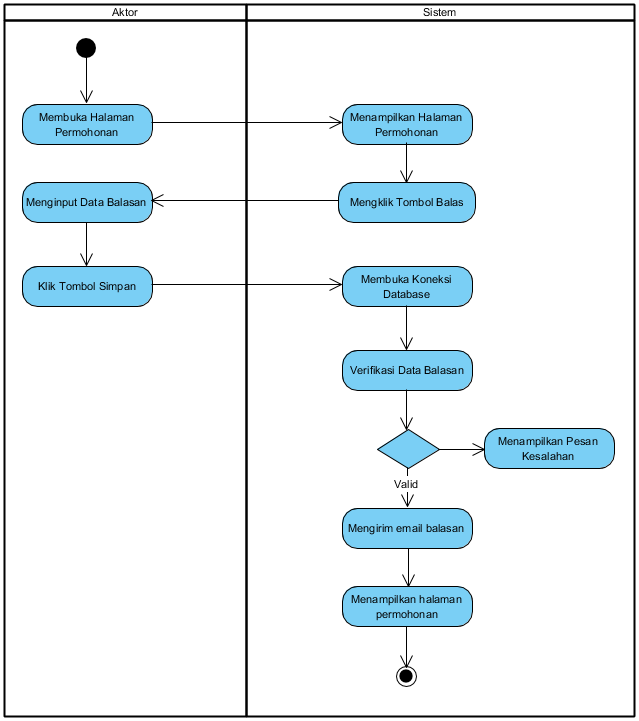 Aktor
Sistem
Membuka Halaman
Permohonan
Menampilkan Halaman
Permohonan
Menginput Data Balasan
Mengklik Tombol Balas
Klik Tombol Simpan
Membuka Koneksi
Database
Verifikasi Data Balasan
Menampilkan Pesan
Kesalahan
Valid
Mengirim email balasan
Menampilkan halaman
permohonan